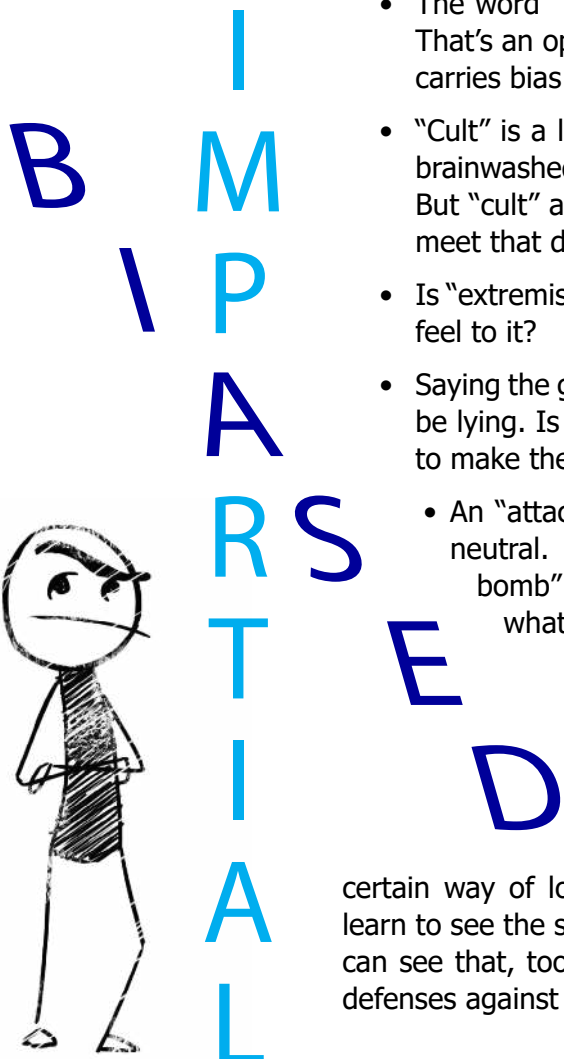 IMPARTIAL
BIASED
• The word
That’s an op
carries bias
• “Cult” is a l
brainwashed
But “cult” a
meet that d
• Is “extremis
feel to it?
• Saying the g
be lying. Is
to make the
• An “attac
neutral.
bomb”
what
certain way of lo
learn to see the s
can see that, too
defenses against